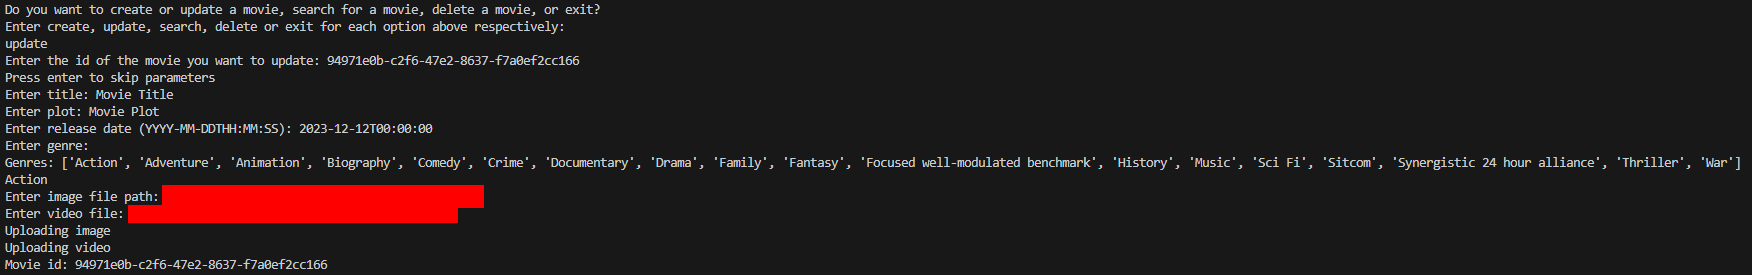 Do you want to create or update a movie, search for a movie, delete a movie, or exit?
Enter create, update, search, delete or exit for each option above respectively:
update
Enter the id of the movie you want to update: 94971e0b-c2f6-47e2-8637-f7a0ef2cc166
Press enter to skip parameters
Enter title: Movie Title
Enter plot: Movie Plot
Enter release date (YYYY-MM-DDTHH:MM:SS): 2023-12-12T00:00:00
Enter genre:
Genres: ['Action', 'Adventure', 'Animation', 'Biography', 'Comedy', 'Crime', 'Documentary', 'Drama', 'Family', 'Fantasy', 'Focused well-modulated benchmark', 'History', 'Music', 'Sci Fi', 'Sitcom', 'Synergistic 24 hour alliance', 'Thriller', 'War']
Action
Enter image file path:
Enter video file:
Uploading image
Uploading video
Movie id: 94971e0b-c2f6-47e2-8637-f7a0ef2cc166